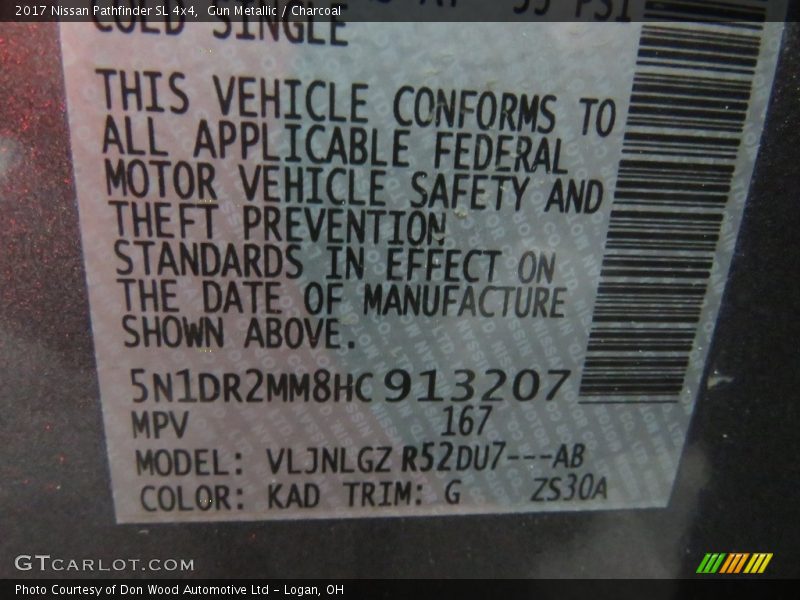 2017 Nissan Pathfinder SL 4x4, Gun Metallic / Charcoal
PSI
COLD SINGLE
THIS VEHICLE CONFORMS TO
ALL APPLICABLE FEDERAL
MOTOR VEHICLE SAFETY AND
THEFT PREVENTION
STANDARDS IN EFFECT ON
THE DATE OF MANUFACTURE
SHOWN ABOVE.
5N1DR2MM8HC913207
MPV 167
MODEL: VLJNLGZ R52DU7---AB
COLOR: KAD TRIM: G ZS30A
GTCARLOT.COM
Photo Courtesy of Don Wood Automotive Ltd - Logan, OH